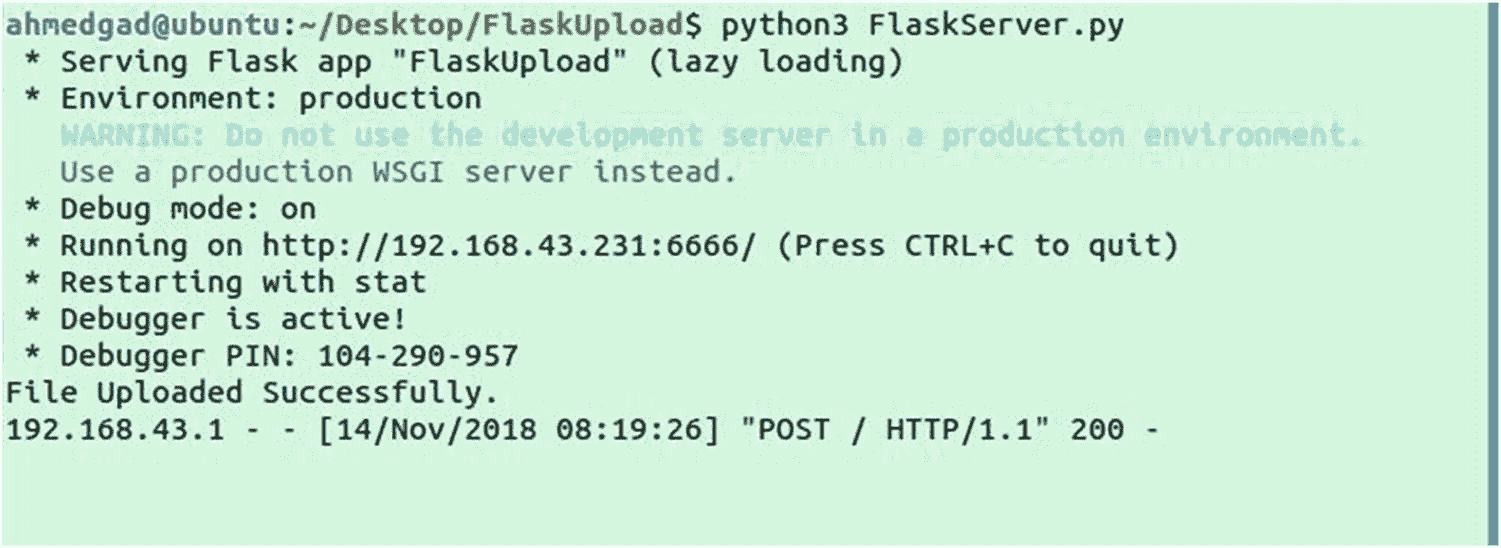 ahmedgad@ubuntu:~/Desktop/FlaskUpload$ python3 FlaskServer.py
 * Serving Flask app "FlaskUpload" (lazy loading)
 * Environment: production
   WARNING: Do not use the development server in a production environment.
   Use a production WSGI server instead.
 * Debug mode: on
 * Running on http://192.168.43.231:6666/ (Press CTRL+C to quit)
 * Restarting with stat
 * Debugger is active!
 * Debugger PIN: 104-290-957
File Uploaded Successfully.
192.168.43.1 - - [14/Nov/2018 08:19:26] "POST / HTTP/1.1" 200 -